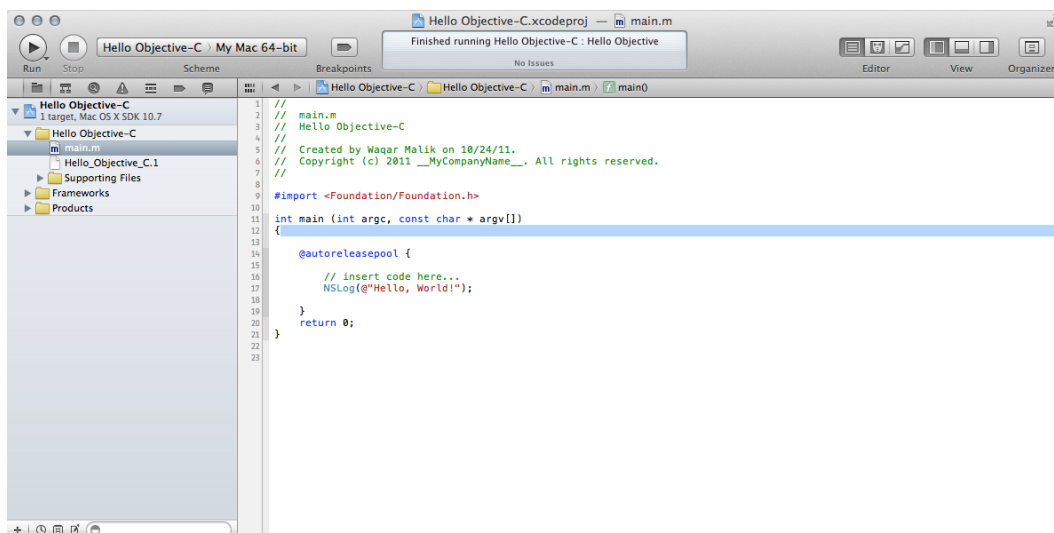 Hello Objective-C.xcodeproj — m main.m
Hello Objective-C › My Mac 64-bit
Finished running Hello Objective-C : Hello Objective
No Issues
Run Stop Scheme Breakpoints Editor View Organizer
Hello Objective-C
1 target, Mac OS X SDK 10.7
Hello Objective-C
m main.m
Hello_Objective_C.1
Supporting Files
Frameworks
Products
Hello Objective-C › Hello Objective-C › m main.m › f main()
1 //
2 //  main.m
3 //  Hello Objective-C
4 //
5 //  Created by Waqar Malik on 10/24/11.
6 //  Copyright (c) 2011 __MyCompanyName__. All rights reserved.
7 //
8
9 #import <Foundation/Foundation.h>
10
11 int main (int argc, const char * argv[])
12 {
13
14     @autoreleasepool {
15
16         // insert code here...
17         NSLog(@"Hello, World!");
18
19     }
20     return 0;
21 }
22
23